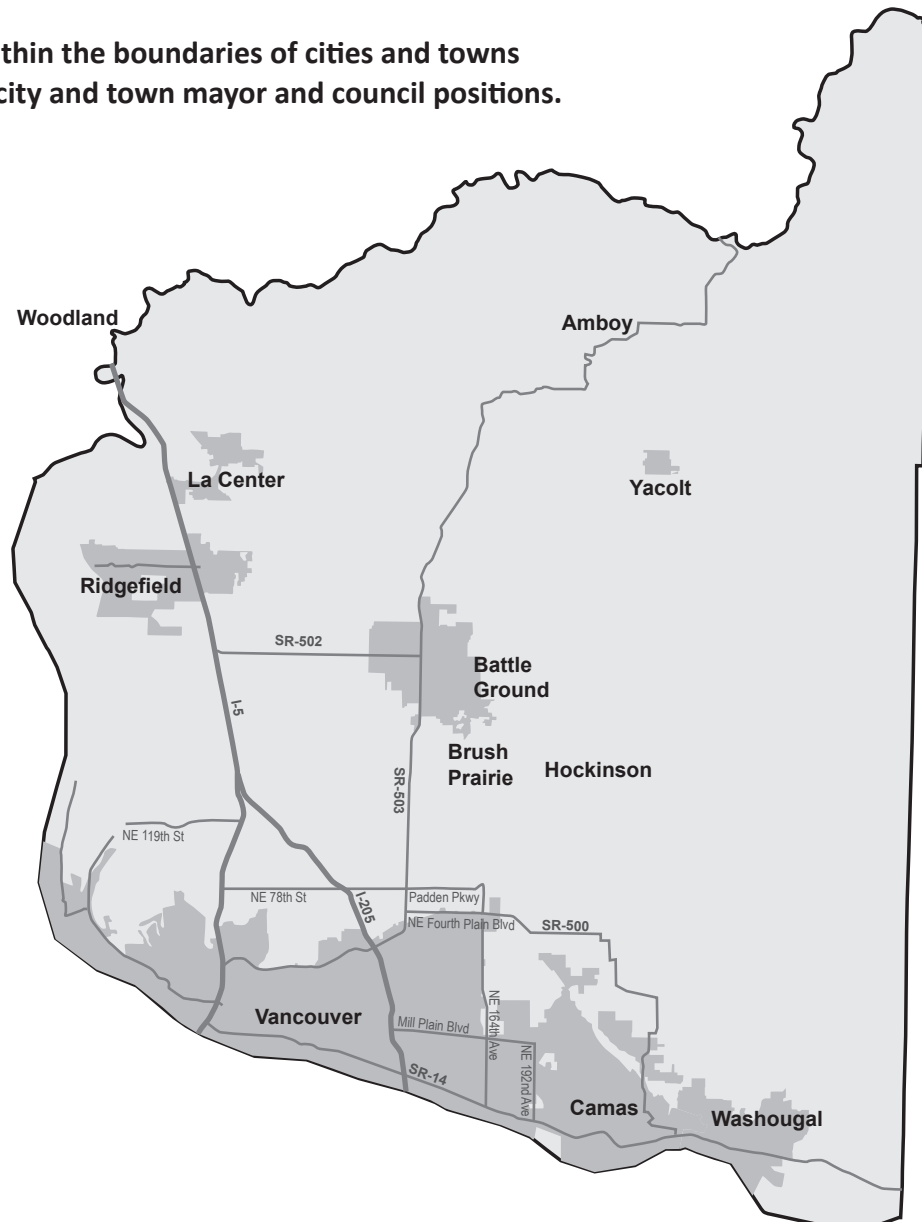 thin the boundaries of cities and towns
city and town mayor and council positions.
Woodland
Amboy
La Center
Yacolt
Ridgefield
SR-502
Battle
Ground
I-5
Brush
Prairie
Hockinson
SR-503
NE 119th St
NE 78th St
I-205
Padden Pkwy
NE Fourth Plain Blvd
SR-500
Vancouver
Mill Plain Blvd
NE 164th Ave
NE 192nd Ave
SR-14
Camas
Washougal